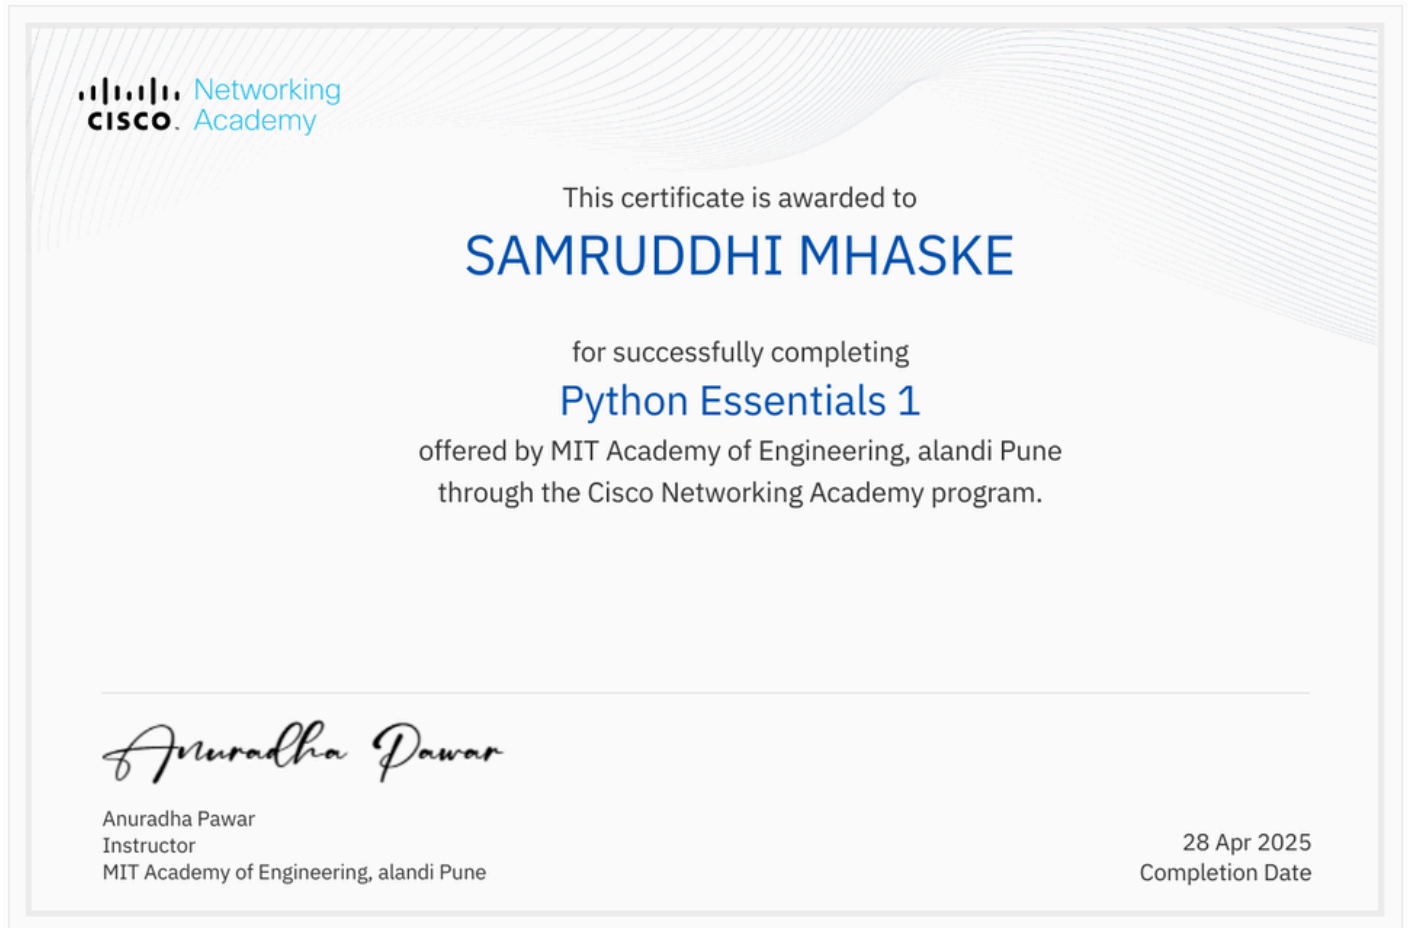 CISCO
Networking
Academy
This certificate is awarded to
SAMRUDDHI MHASKE
for successfully completing
Python Essentials 1
offered by MIT Academy of Engineering, alandi Pune
through the Cisco Networking Academy program.
Anuradha Pawar
Anuradha Pawar
Instructor
MIT Academy of Engineering, alandi Pune
28 Apr 2025
Completion Date